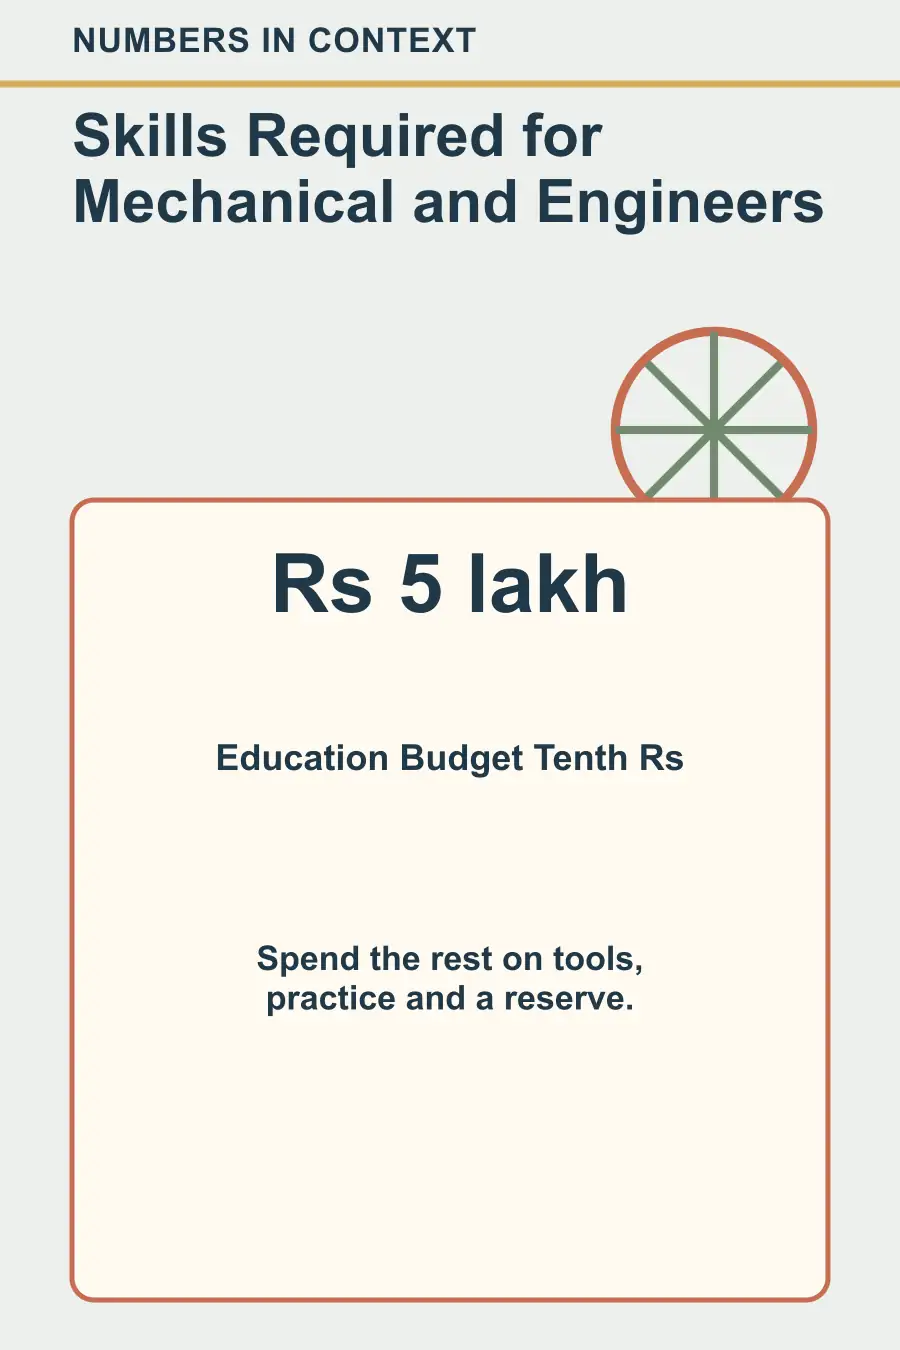 NUMBERS IN CONTEXT
Skills Required for
Mechanical and Engineers
Rs 5 lakh
Education Budget Tenth Rs
Spend the rest on tools,
practice and a reserve.